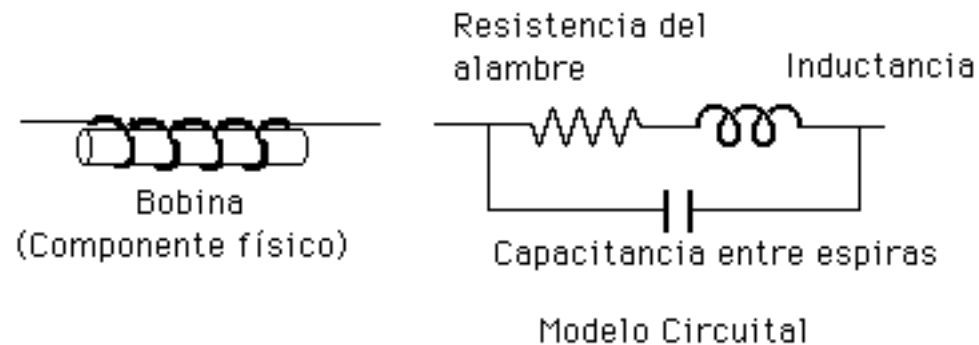 Resistencia del
alambre
Inductancia
Bobina
(Componente físico)
Capacitancia entre espiras
Modelo Circuital